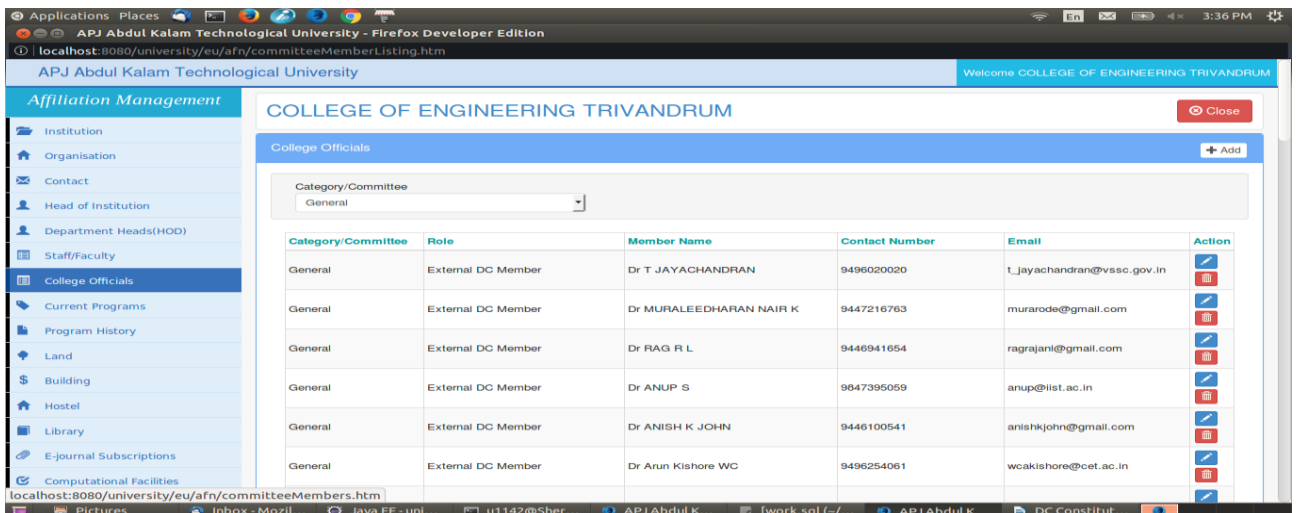 Applications Places En 3:36 PM
APJ Abdul Kalam Technological University - Firefox Developer Edition
localhost:8080/university/eu/afn/committeeMemberListing.htm
APJ Abdul Kalam Technological University Welcome COLLEGE OF ENGINEERING TRIVANDRUM
Affiliation Management
COLLEGE OF ENGINEERING TRIVANDRUM Close
Institution
Organisation
Contact
Head of Institution
Department Heads(HOD)
Staff/Faculty
College Officials
Current Programs
Program History
Land
Building
Hostel
Library
E-journal Subscriptions
Computational Facilities
College Officials + Add
Category/Committee
General
Category/Committee Role Member Name Contact Number Email Action
General External DC Member Dr T JAYACHANDRAN 9496020020 t_jayachandran@vssc.gov.in
General External DC Member Dr MURALEEDHARAN NAIR K 9447216763 murarode@gmail.com
General External DC Member Dr RAG R L 9446941654 ragrajani@gmail.com
General External DC Member Dr ANUP S 9847395059 anup@iist.ac.in
General External DC Member Dr ANISH K JOHN 9446100541 anishkjohn@gmail.com
General External DC Member Dr Arun Kishore WC 9496254061 wcakishore@cet.ac.in
localhost:8080/university/eu/afn/committeeMembers.htm
Pictures Inbox - Mozil... Java EE - uni... u1142@Sher... APJ Abdul K... [work.sql (~/... APJ Abdul K... DC Constitut...